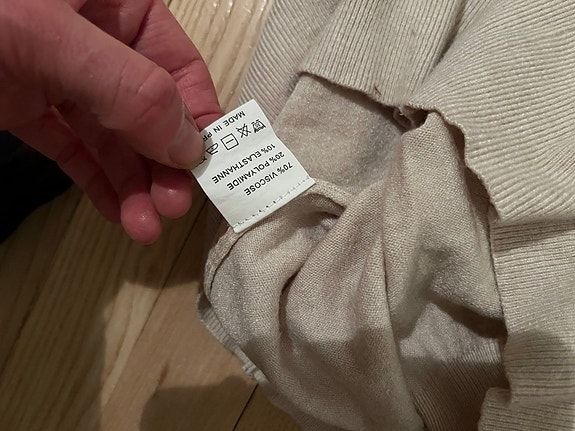 70% VISCOSE
20% POLYAMIDE
10% ELASTHANNE
MADE IN